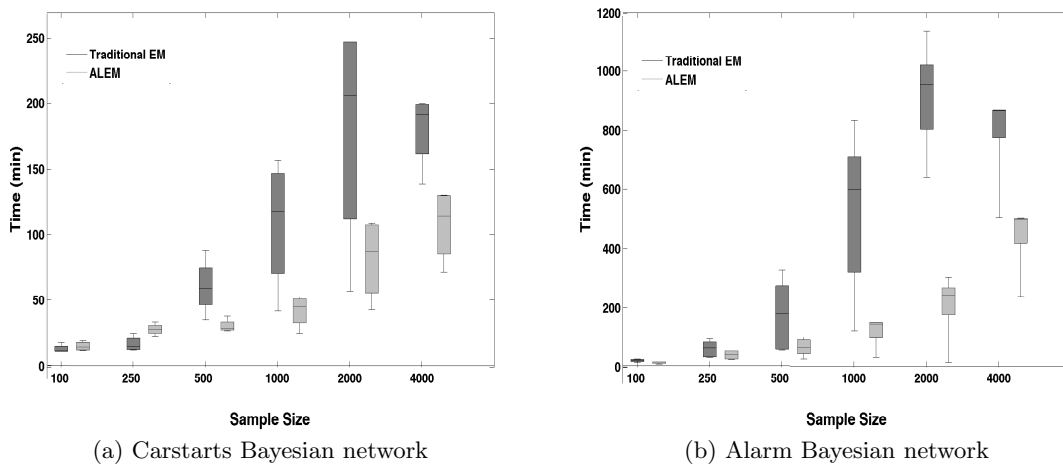 250
200
150
100
50
0
Time (min)
Traditional EM
ALEM
100 250 500 1000 2000 4000
Sample Size
(a) Carstarts Bayesian network
1200
1000
800
600
400
200
0
Time (min)
Traditional EM
ALEM
100 250 500 1000 2000 4000
Sample Size
(b) Alarm Bayesian network